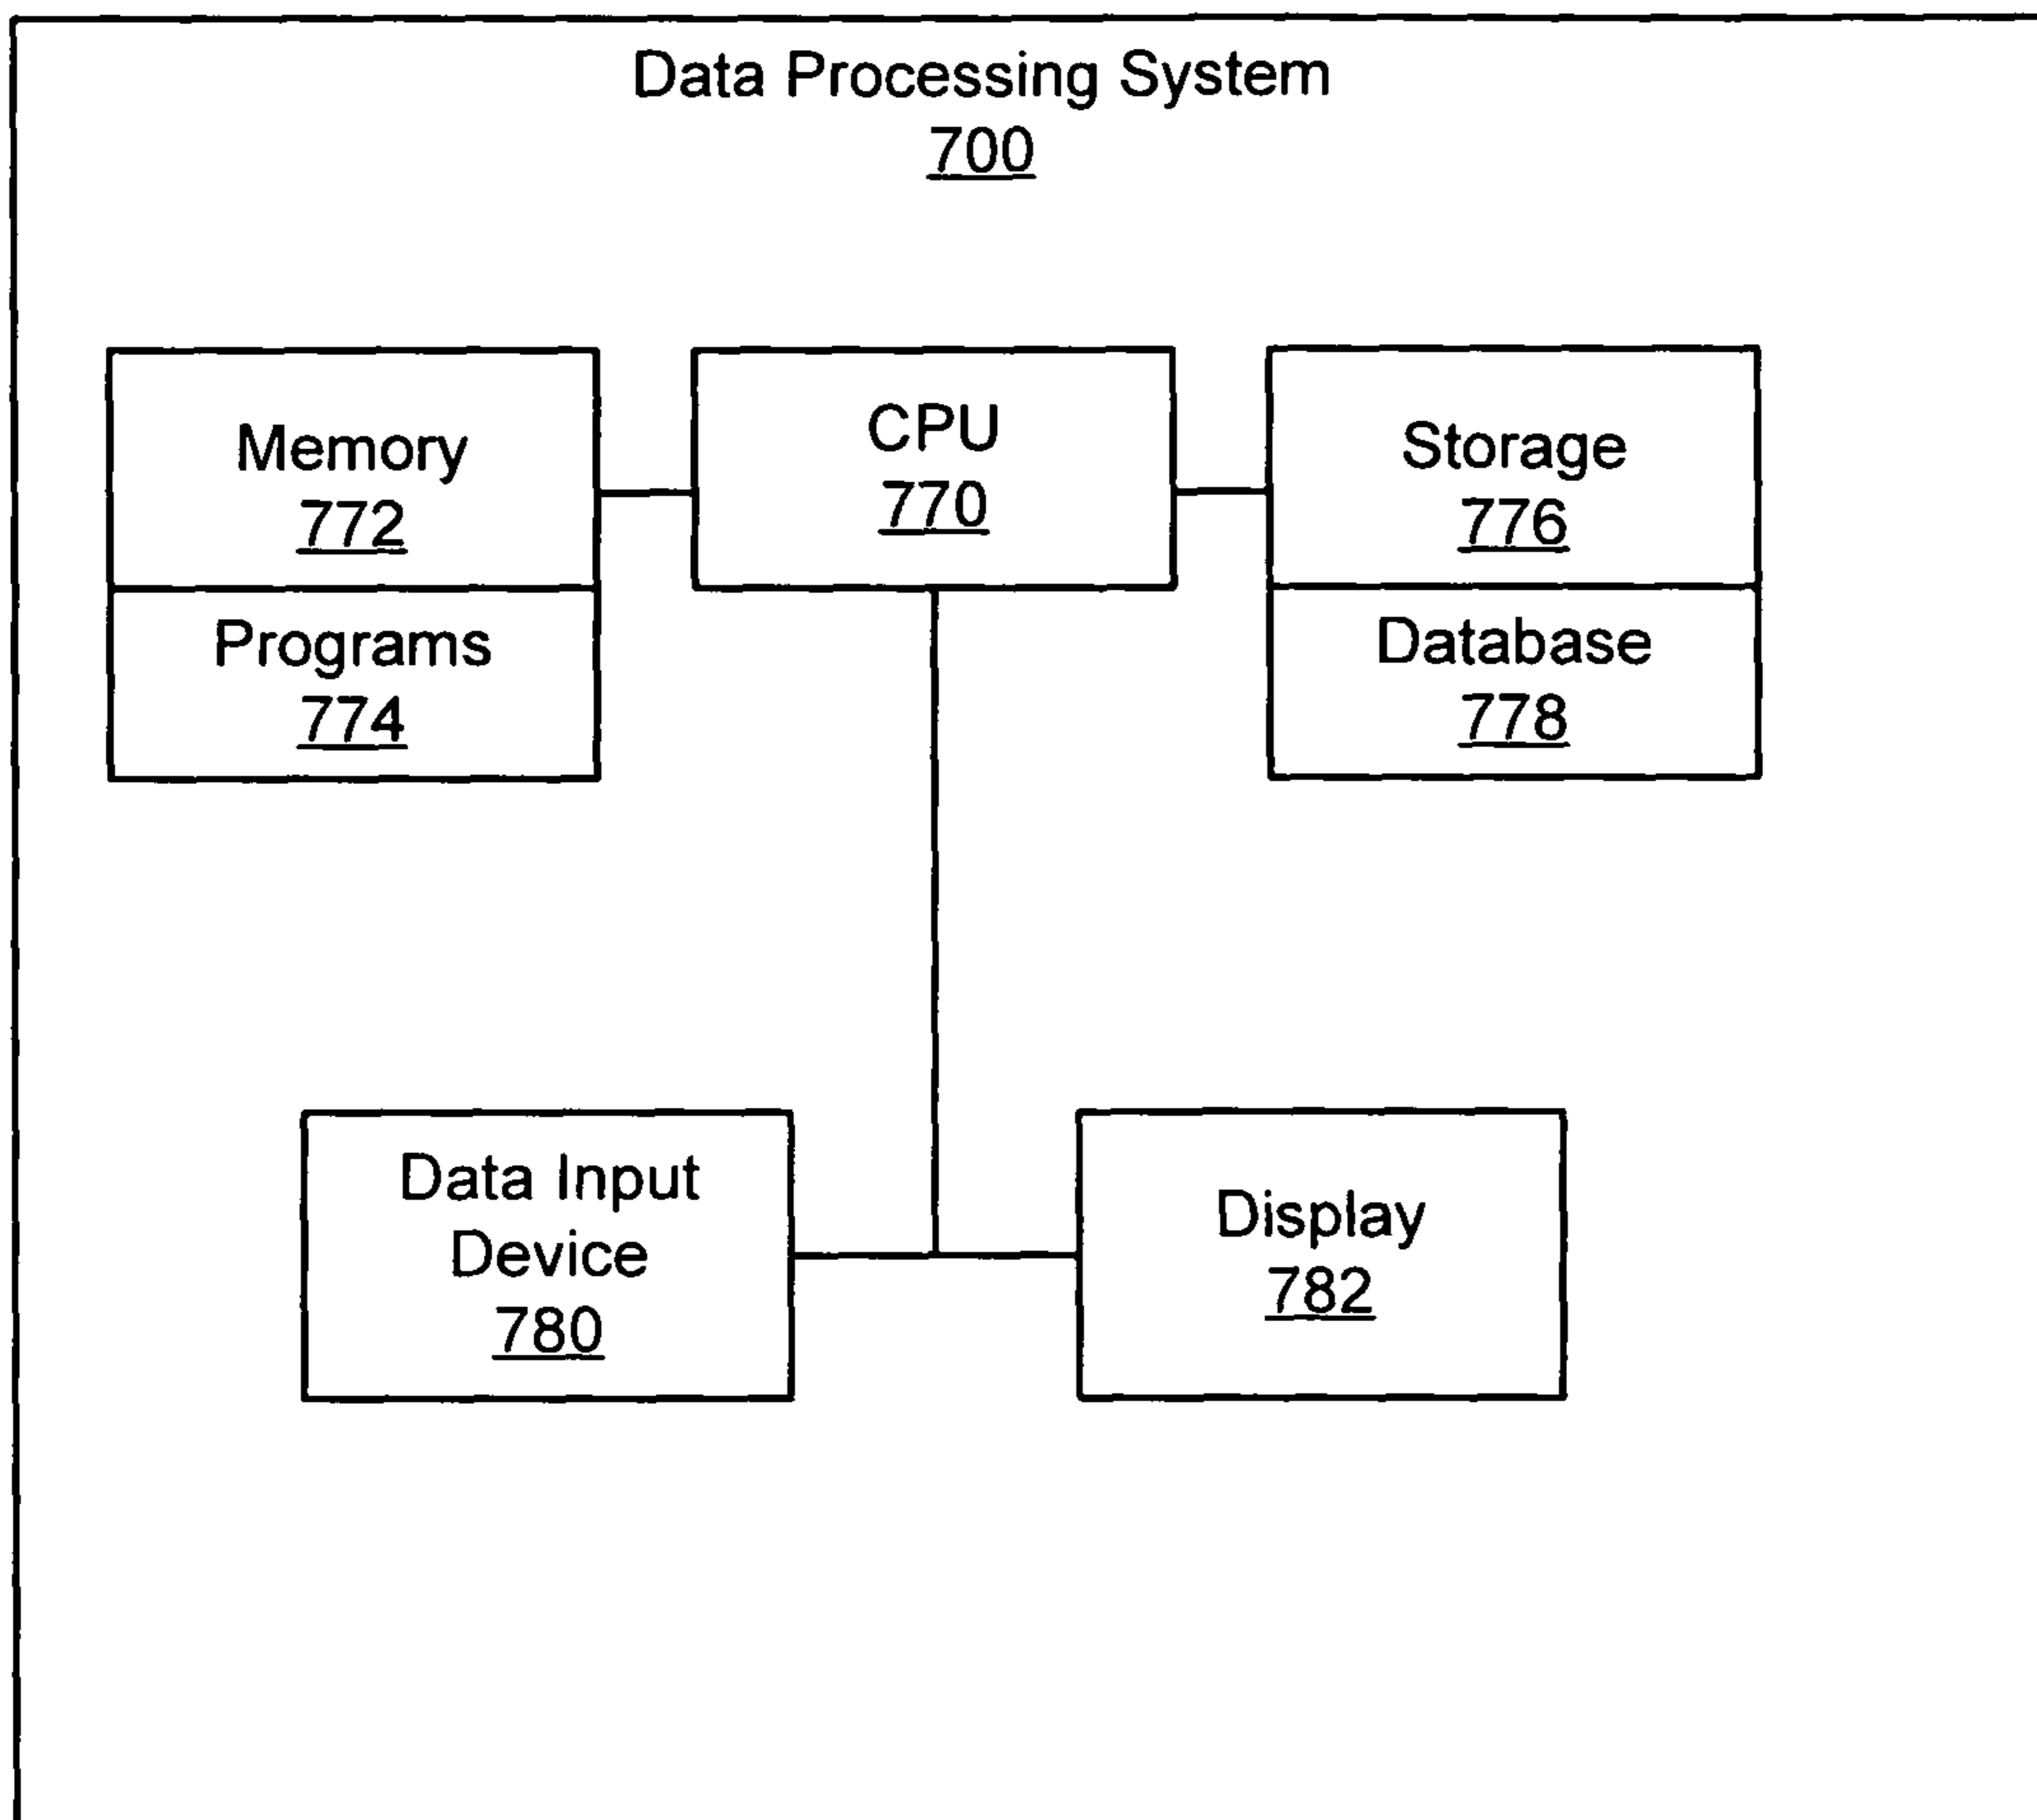 Data Processing System
700
Memory
772
Programs
774
CPU
770
Storage
776
Database
778
Data Input
Device
780
Display
782